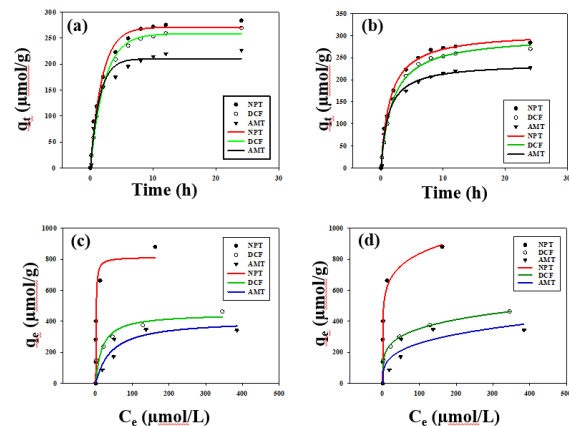 (a)
300
250
200
150
100
50
0
qt (µmol/g)
NPT
DCF
AMT
NPT
DCF
AMT
0 10 20 30
Time (h)
(b)
350
300
250
200
150
100
50
0
qt (µmol/g)
NPT
DCF
AMT
NPT
DCF
AMT
0 10 20 30
Time (h)
(c)
1000
800
600
400
200
0
qe (µmol/g)
NPT
DCF
AMT
NPT
DCF
AMT
0 100 200 300 400 500
Ce (µmol/L)
(d)
1000
800
600
400
200
0
qe (µmol/g)
NPT
DCF
AMT
NPT
DCF
AMT
0 100 200 300 400 500
Ce (µmol/L)